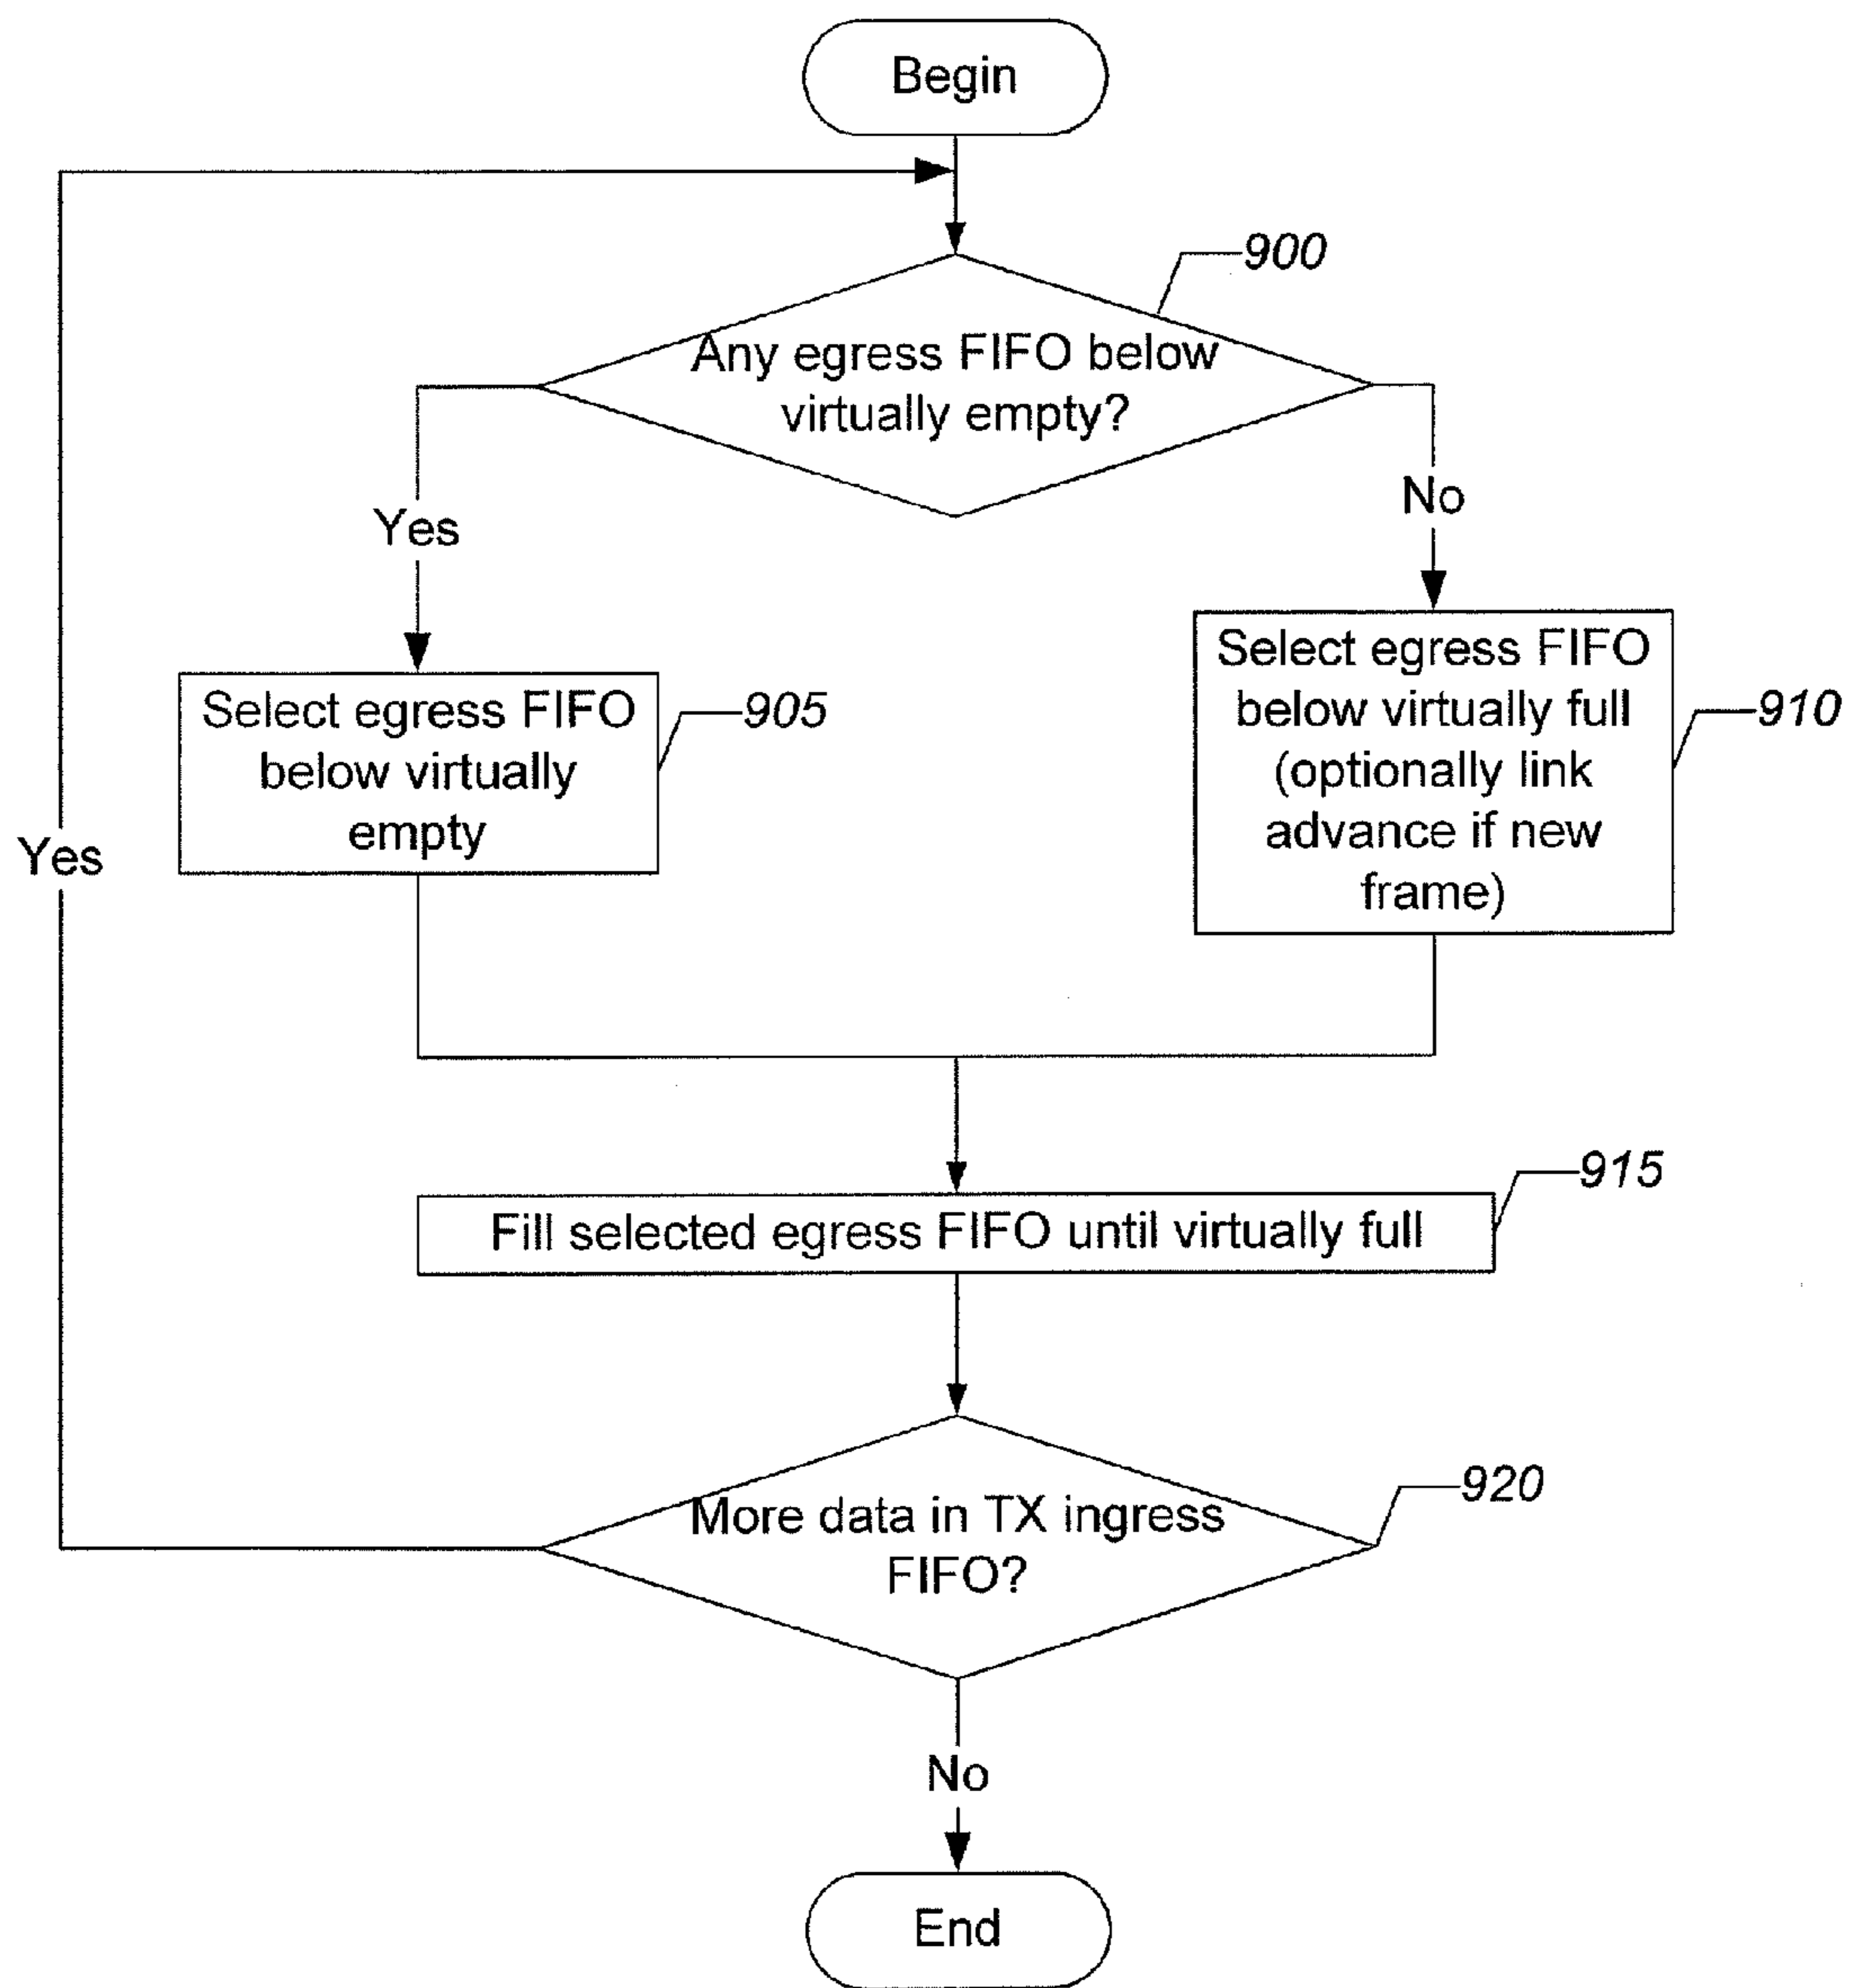 Begin
900
Any egress FIFO below
virtually empty?
Yes
No
Select egress FIFO
below virtually
empty
905
Select egress FIFO
below virtually full
(optionally link
advance if new
frame)
910
Yes
Fill selected egress FIFO until virtually full
915
More data in TX ingress
FIFO?
920
No
End